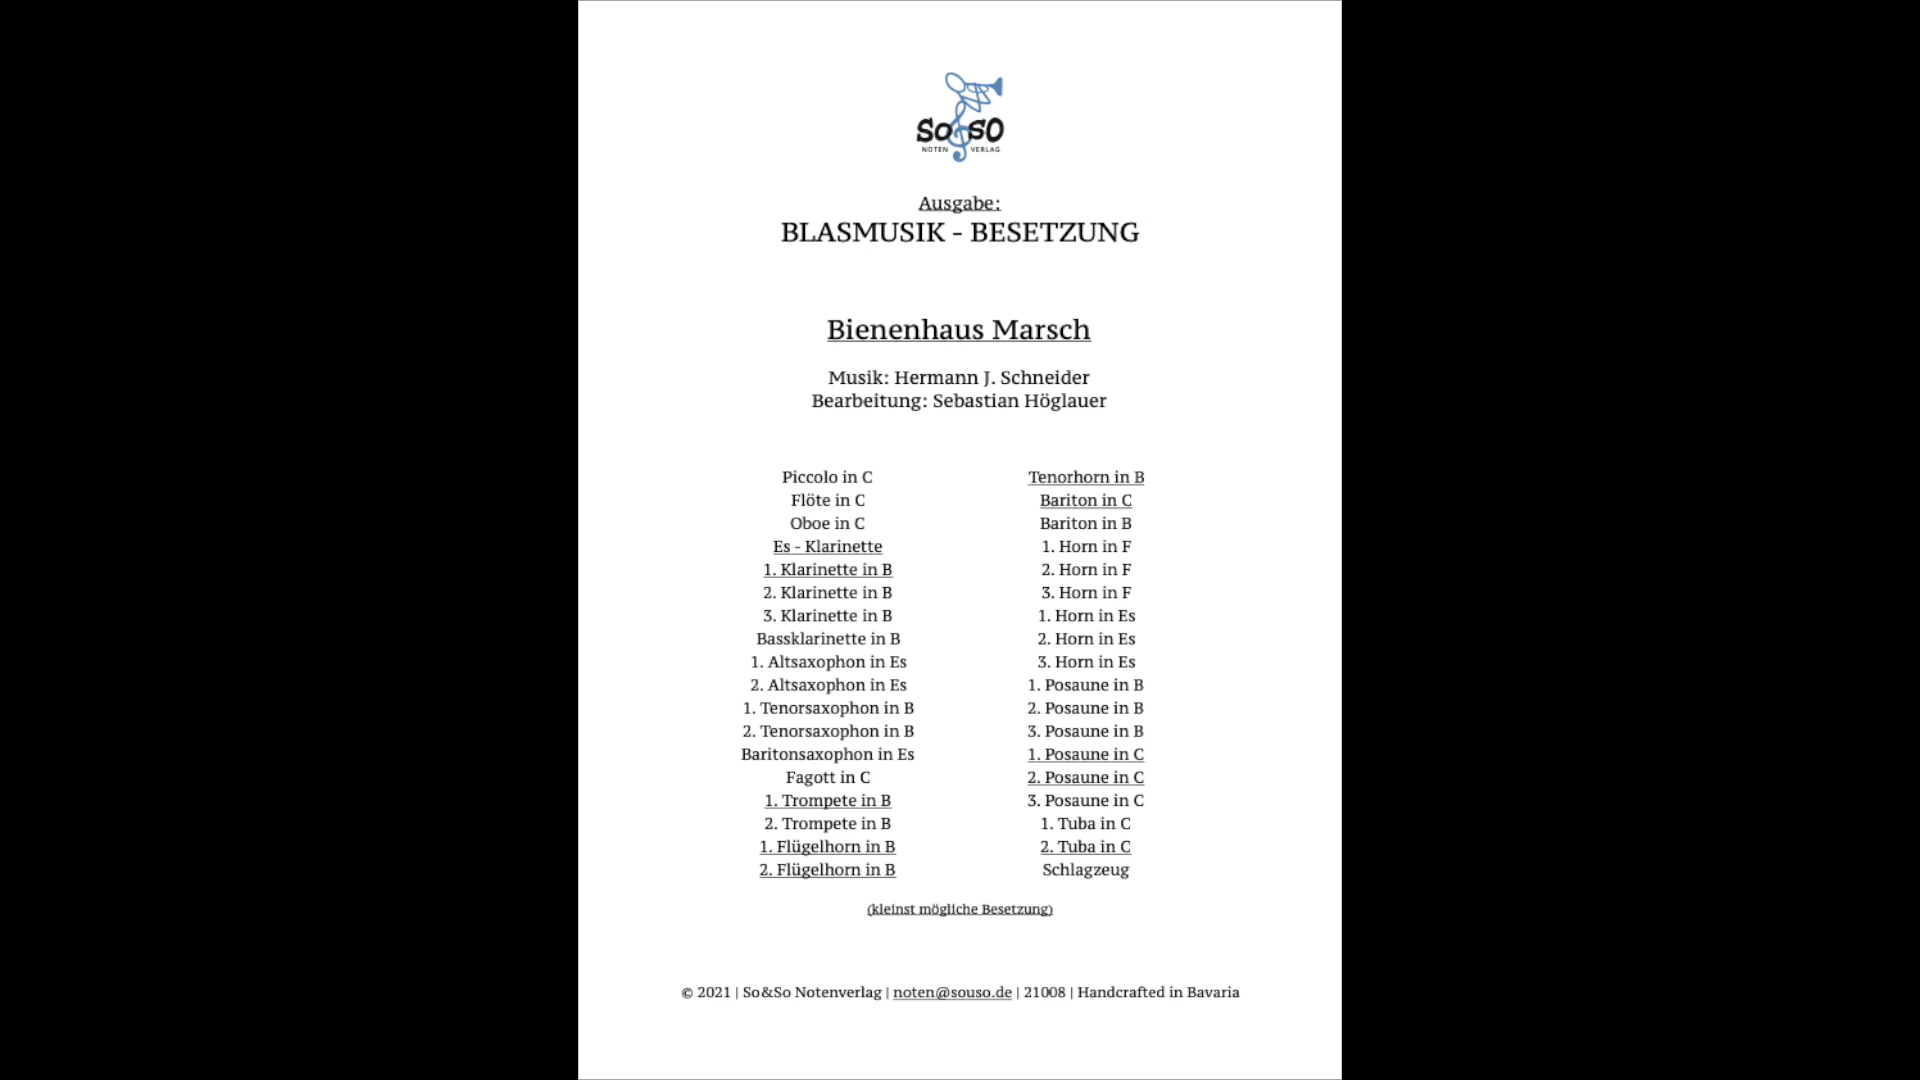 So&So
NOTEN VERLAG
Ausgabe:
BLASMUSIK - BESETZUNG
Bienenhaus Marsch
Musik: Hermann J. Schneider
Bearbeitung: Sebastian Höglauer
Piccolo in C
Flöte in C
Oboe in C
Es - Klarinette
1. Klarinette in B
2. Klarinette in B
3. Klarinette in B
Bassklarinette in B
1. Altsaxophon in Es
2. Altsaxophon in Es
1. Tenorsaxophon in B
2. Tenorsaxophon in B
Baritonsaxophon in Es
Fagott in C
1. Trompete in B
2. Trompete in B
1. Flügelhorn in B
2. Flügelhorn in B
Tenorhorn in B
Bariton in C
Bariton in B
1. Horn in F
2. Horn in F
3. Horn in F
1. Horn in Es
2. Horn in Es
3. Horn in Es
1. Posaune in B
2. Posaune in B
3. Posaune in B
1. Posaune in C
2. Posaune in C
3. Posaune in C
1. Tuba in C
2. Tuba in C
Schlagzeug
(kleinst mögliche Besetzung)
© 2021 | So&So Notenverlag | noten@souso.de | 21008 | Handcrafted in Bavaria